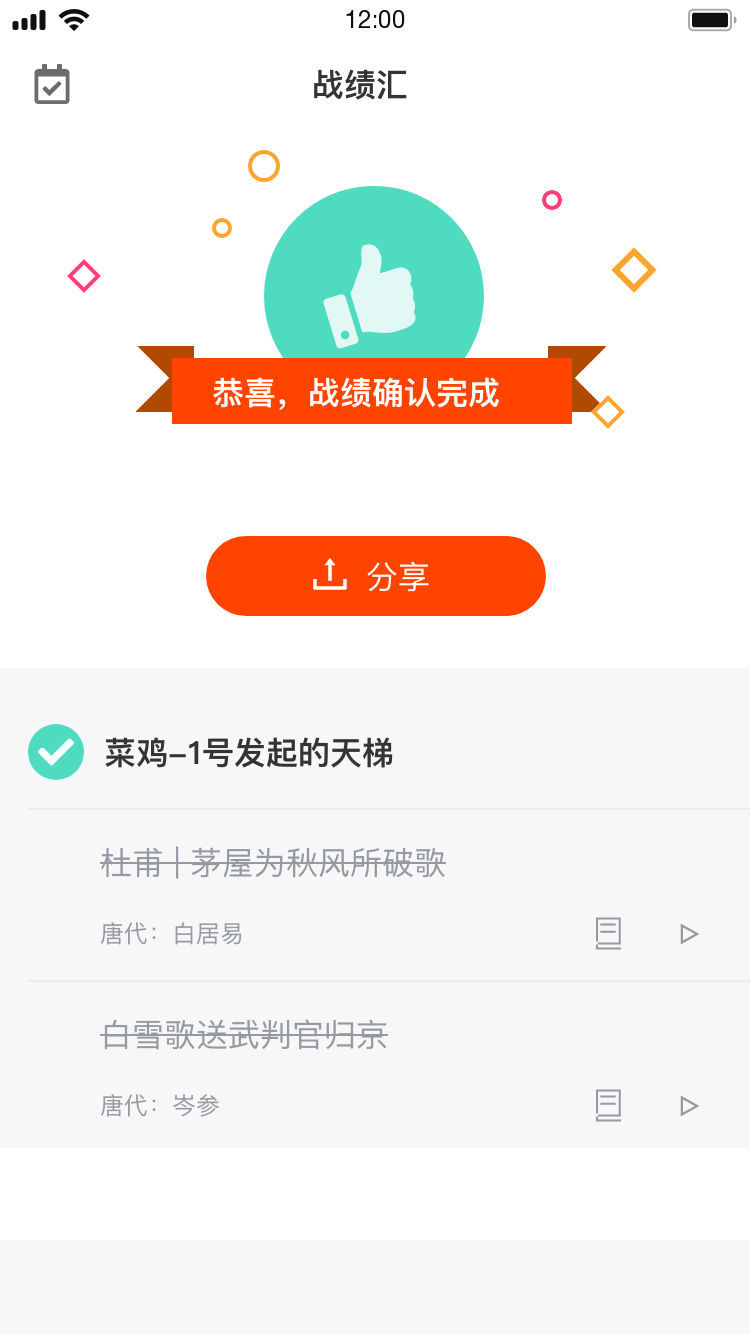 12:00
战绩汇
恭喜，战绩确认完成
分享
菜鸡-1号发起的天梯
杜甫｜茅屋为秋风所破歌
唐代：白居易
白雪歌送武判官归京
唐代：岑参